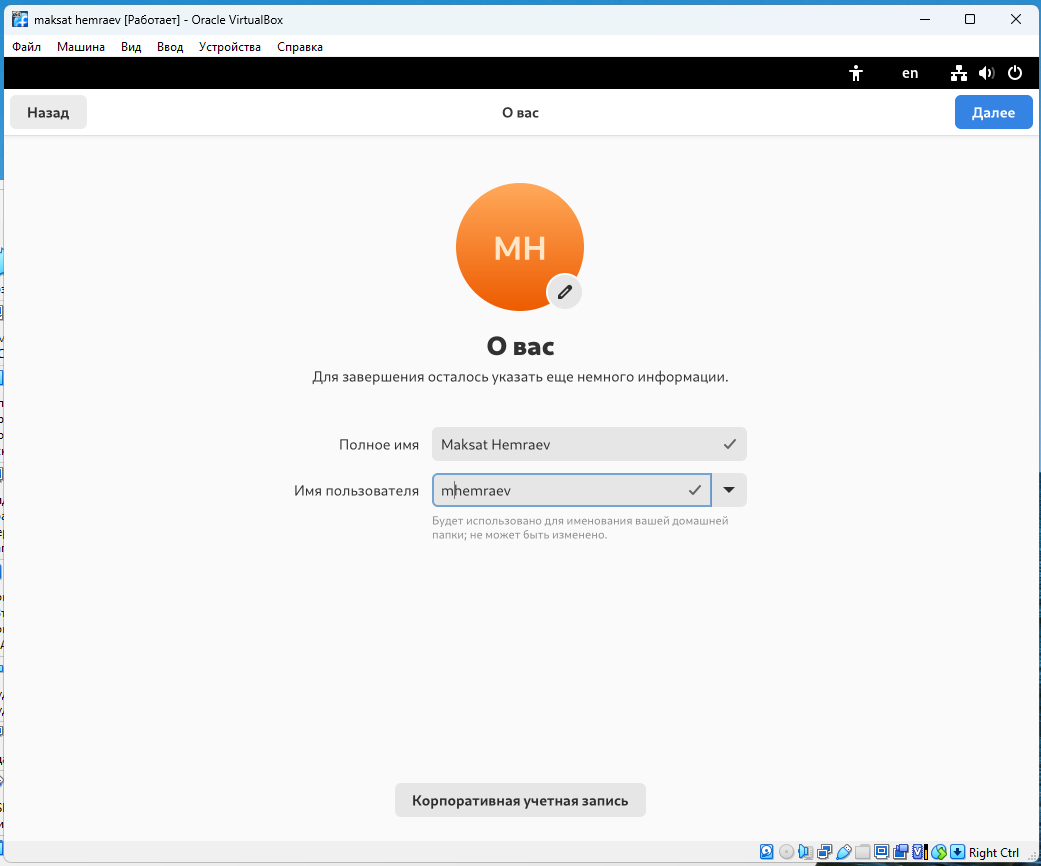 maksat hemraev [Работает] - Oracle VirtualBox
Файл Машина Вид Ввод Устройства Справка
en
Назад О вас Далее
MH
О вас
Для завершения осталось указать еще немного информации.
Полное имя Maksat Hemraev
Имя пользователя mhemraev
Будет использовано для именования вашей домашней
папки; не может быть изменено.
Корпоративная учетная запись
Right Ctrl